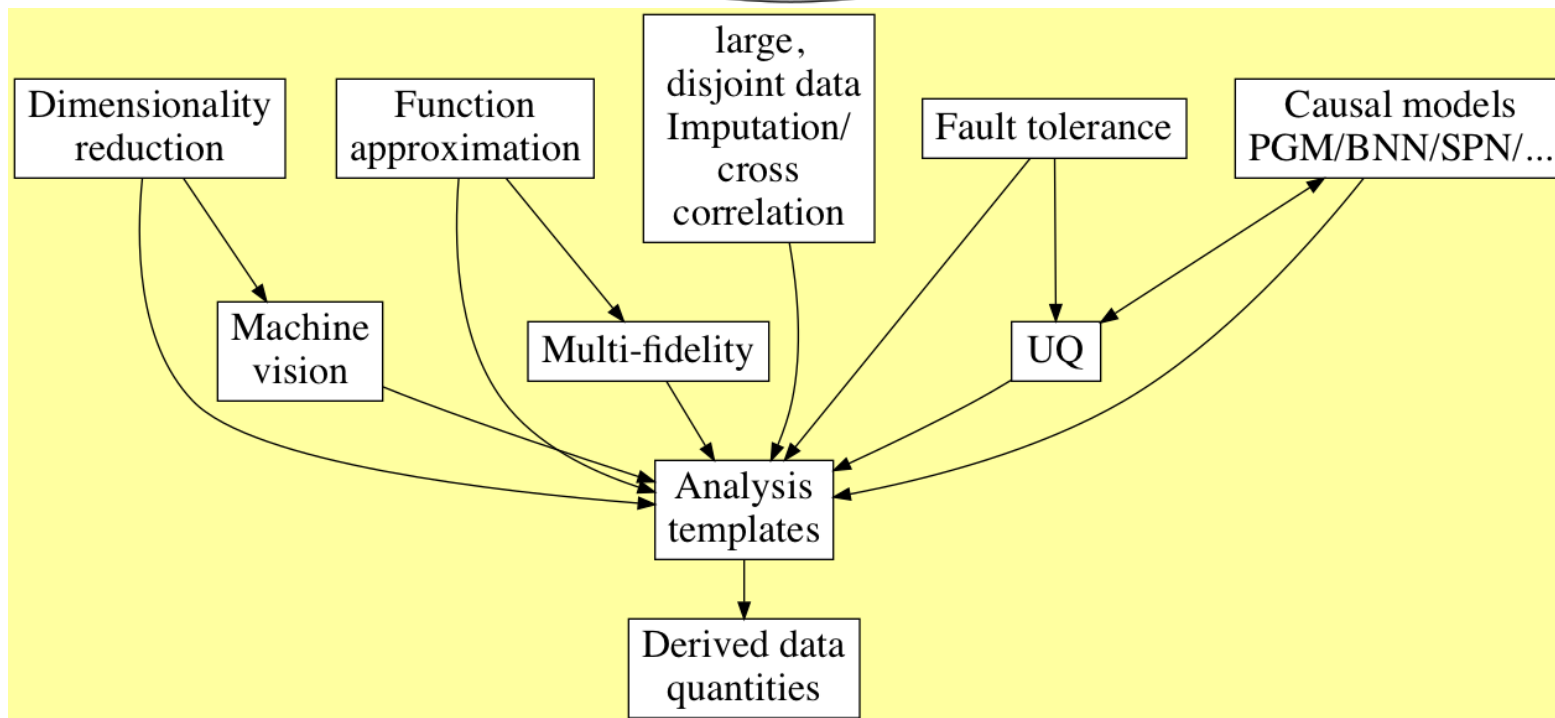 Dimensionality
reduction
Function
approximation
large,
disjoint data
Imputation/
cross
correlation
Fault tolerance
Causal models
PGM/BNN/SPN/...
Machine
vision
Multi-fidelity
UQ
Analysis
templates
Derived data
quantities